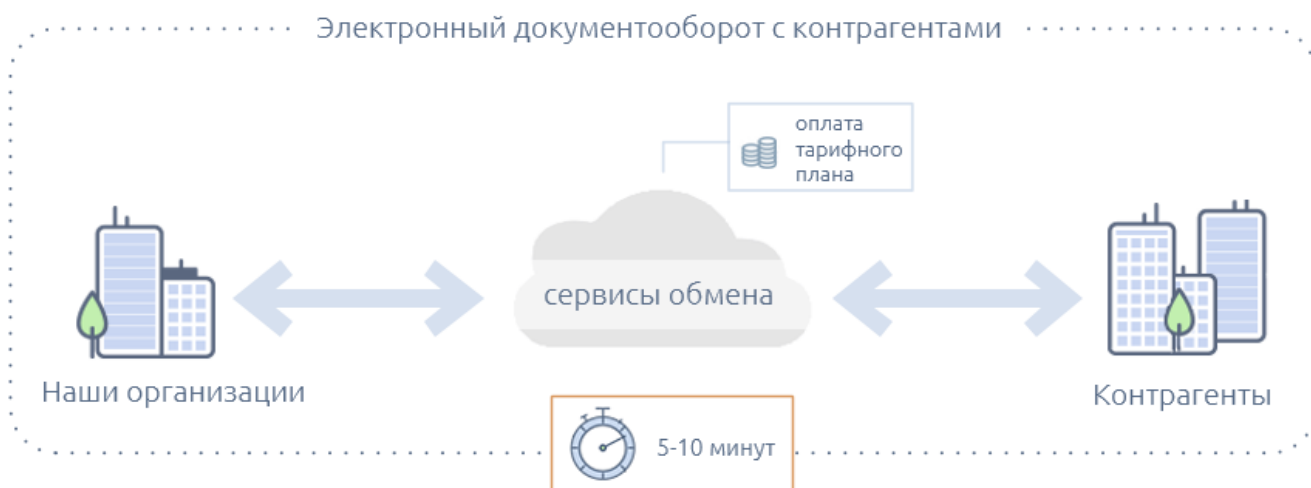 Электронный документооборот с контрагентами
оплата
тарифного
плана
сервисы обмена
Наши организации
Контрагенты
5-10 минут